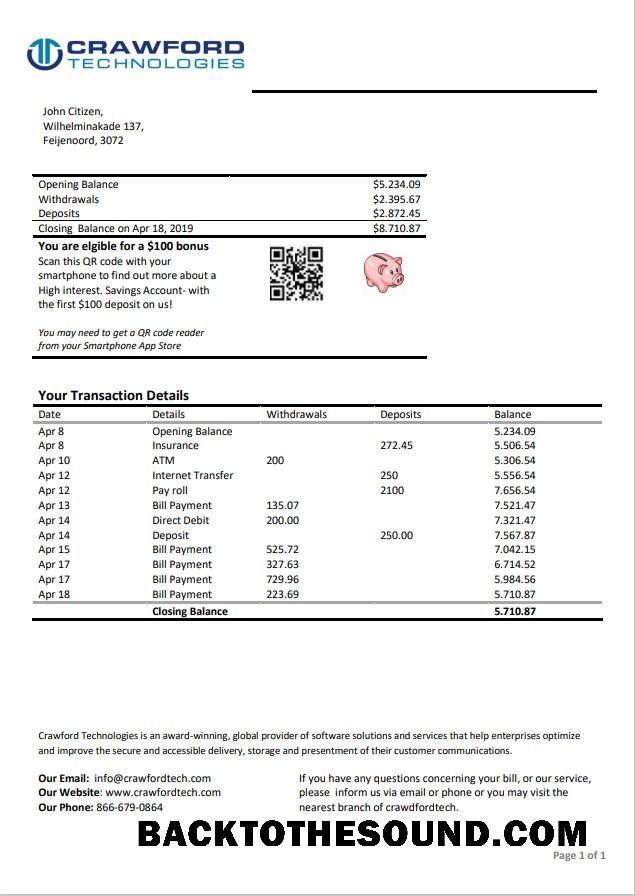 CRAWFORD
TECHNOLOGIES
John Citizen,
Wilhelminakade 137,
Feijenoord, 3072
Opening Balance $5.234.09
Withdrawals $2.395.67
Deposits $2.872.45
Closing Balance on Apr 18, 2019 $8.710.87
You are elgible for a $100 bonus
Scan this QR code with your
smartphone to find out more about a
High interest. Savings Account- with
the first $100 deposit on us!
You may need to get a QR code reader
from your Smartphone App Store
Your Transaction Details
Date Details Withdrawals Deposits Balance
Apr 8 Opening Balance 5.234.09
Apr 8 Insurance 272.45 5.506.54
Apr 10 ATM 200 5.306.54
Apr 12 Internet Transfer 250 5.556.54
Apr 12 Pay roll 2100 7.656.54
Apr 13 Bill Payment 135.07 7.521.47
Apr 14 Direct Debit 200.00 7.321.47
Apr 14 Deposit 250.00 7.567.87
Apr 15 Bill Payment 525.72 7.042.15
Apr 17 Bill Payment 327.63 6.714.52
Apr 17 Bill Payment 729.96 5.984.56
Apr 18 Bill Payment 223.69 5.710.87
Closing Balance 5.710.87
Crawford Technologies is an award-winning, global provider of software solutions and services that help enterprises optimize
and improve the secure and accessible delivery, storage and presentment of their customer communications.
Our Email: info@crawfordtech.com
Our Website: www.crawfordtech.com
Our Phone: 866-679-0864
If you have any questions concerning your bill, or our service,
please inform us via email or phone or you may visit the
nearest branch of crawdfordtech.
BACKTOTHESOUND.COM
Page 1 of 1